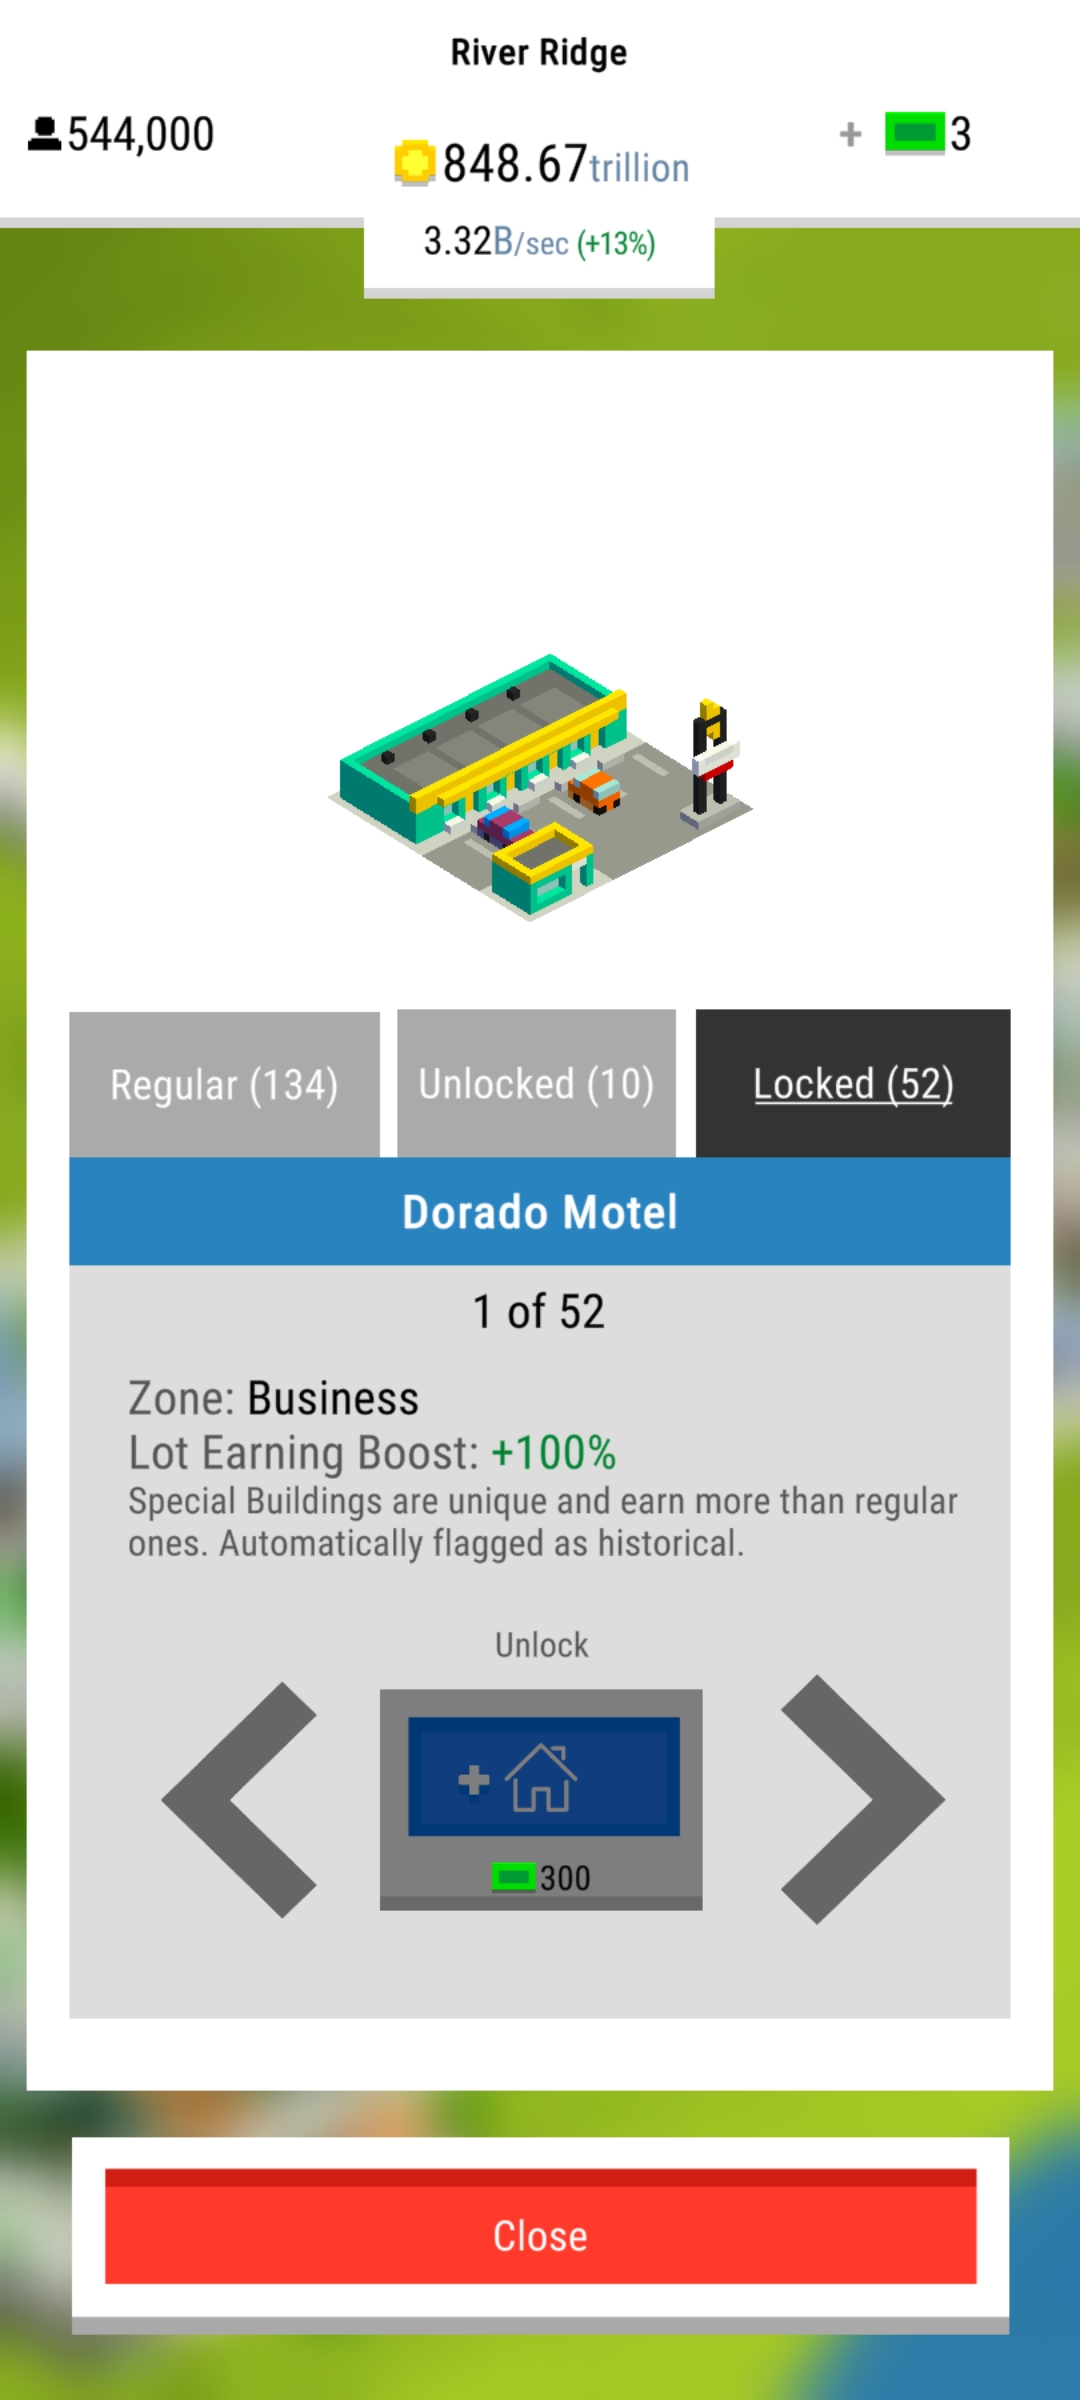 River Ridge
544,000
848.67trillion
+ 3
3.32B/sec (+13%)
Regular (134)
Unlocked (10)
Locked (52)
Dorado Motel
1 of 52
Zone: Business
Lot Earning Boost: +100%
Special Buildings are unique and earn more than regular
ones. Automatically flagged as historical.
Unlock
+
300
Close